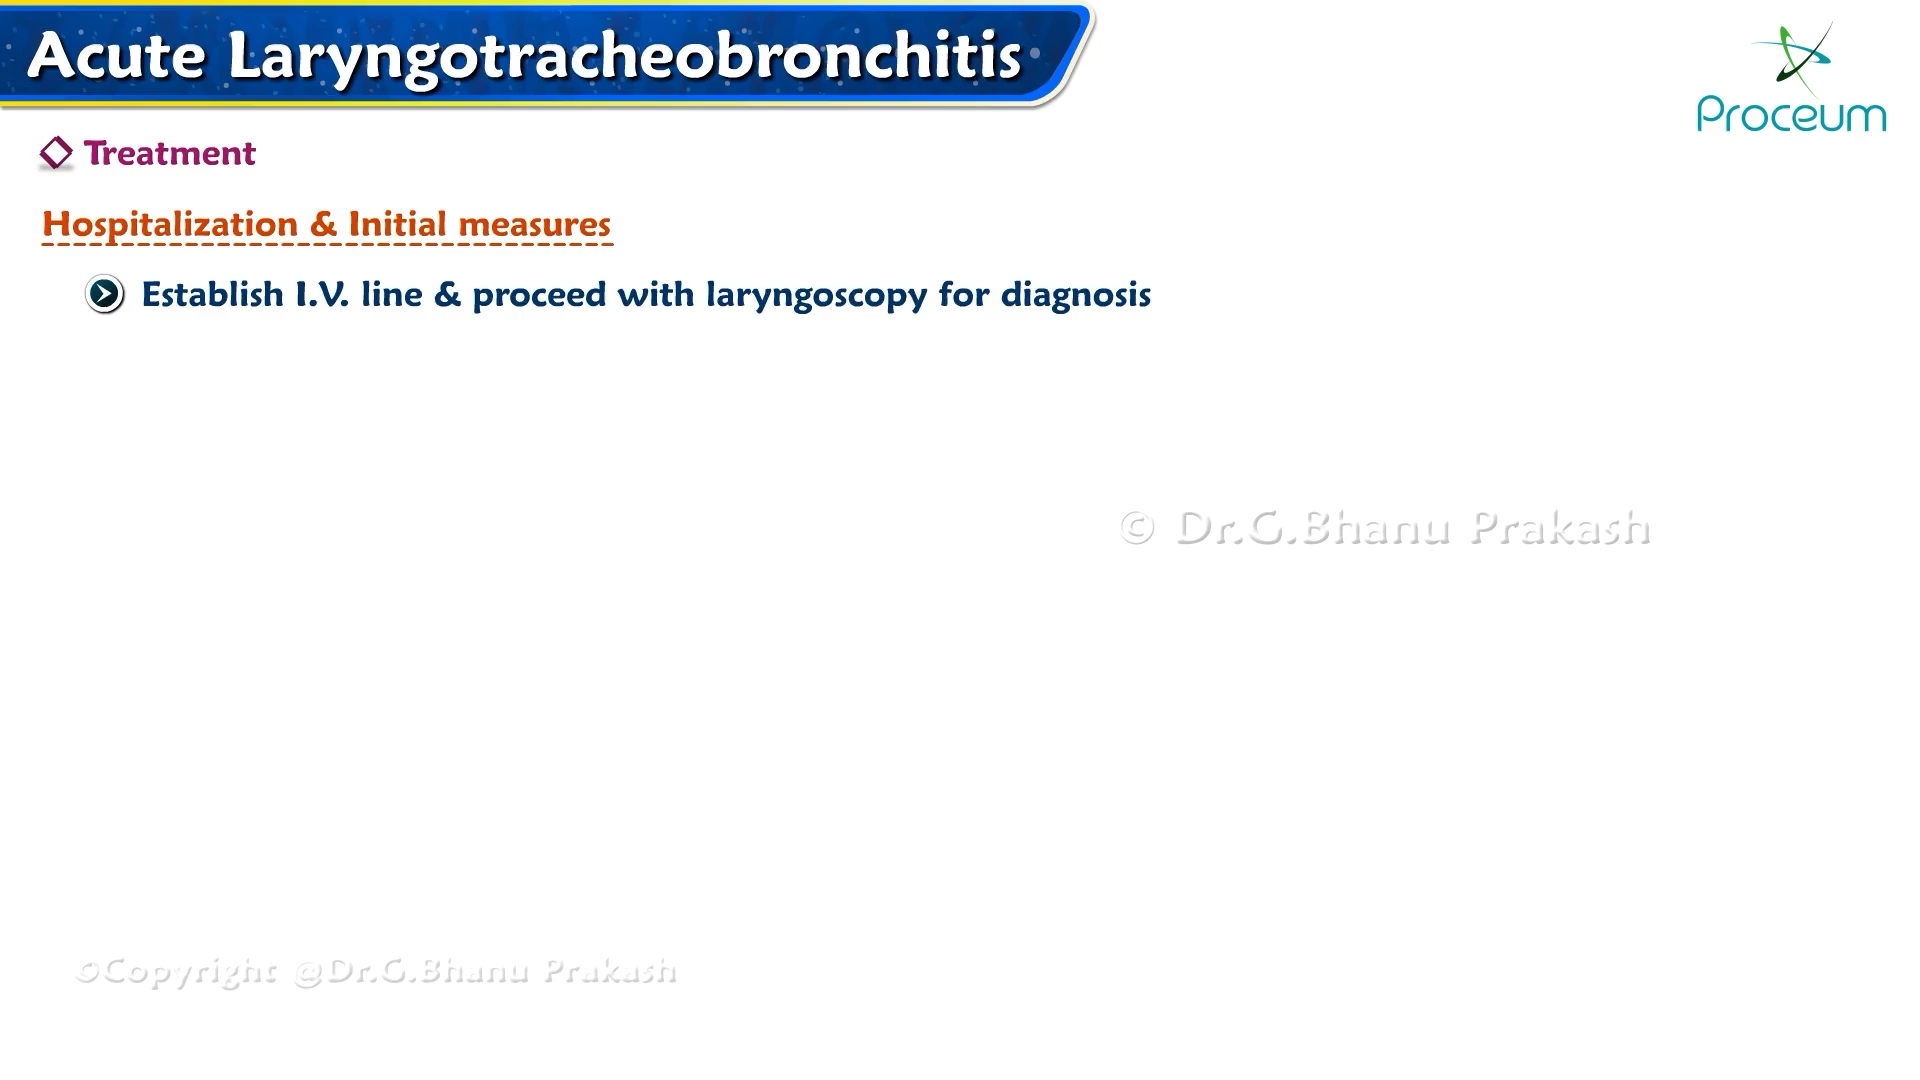 Acute Laryngotracheobronchitis
Proceum
Treatment
Hospitalization & Initial measures
Establish I.V. line & proceed with laryngoscopy for diagnosis
© Dr.G.Bhanu Prakash
©Copyright @Dr.G.Bhanu Prakash